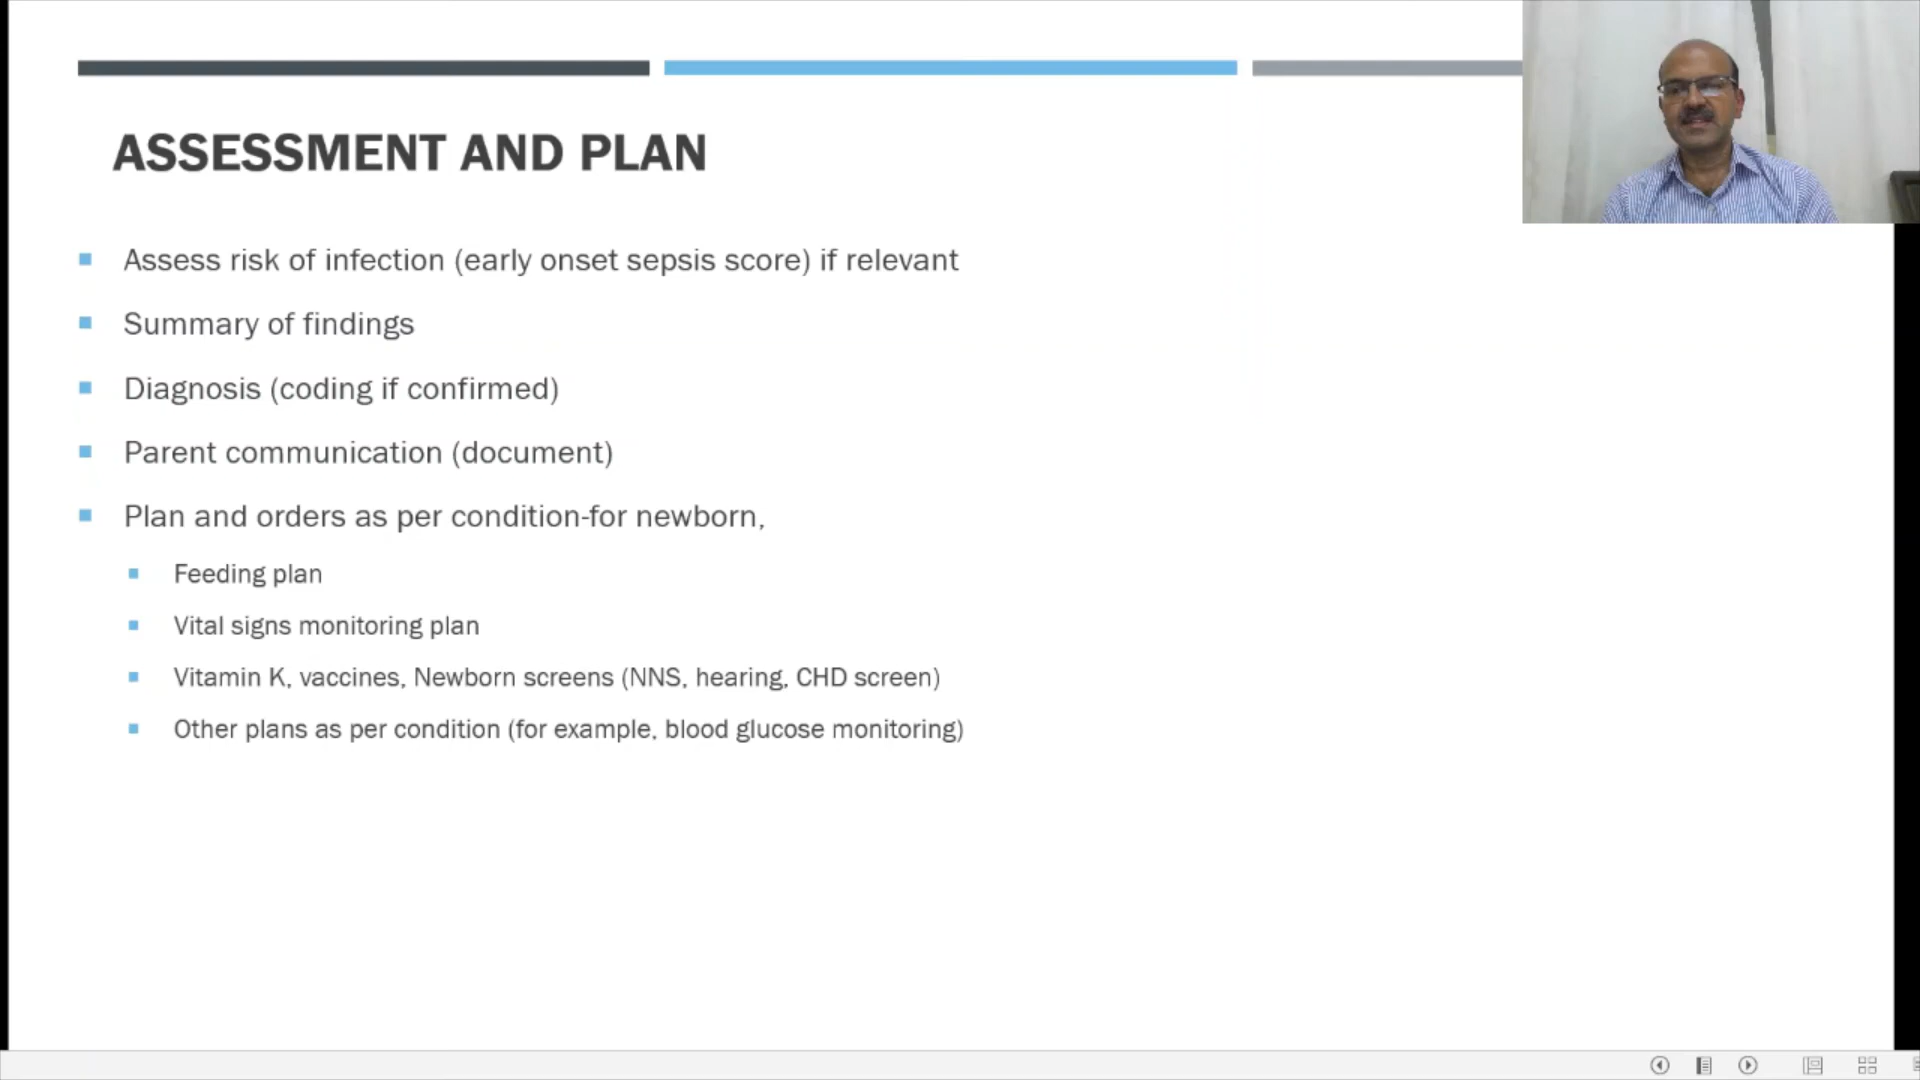 ASSESSMENT AND PLAN
Assess risk of infection (early onset sepsis score) if relevant
Summary of findings
Diagnosis (coding if confirmed)
Parent communication (document)
Plan and orders as per condition-for newborn,
Feeding plan
Vital signs monitoring plan
Vitamin K, vaccines, Newborn screens (NNS, hearing, CHD screen)
Other plans as per condition (for example, blood glucose monitoring)